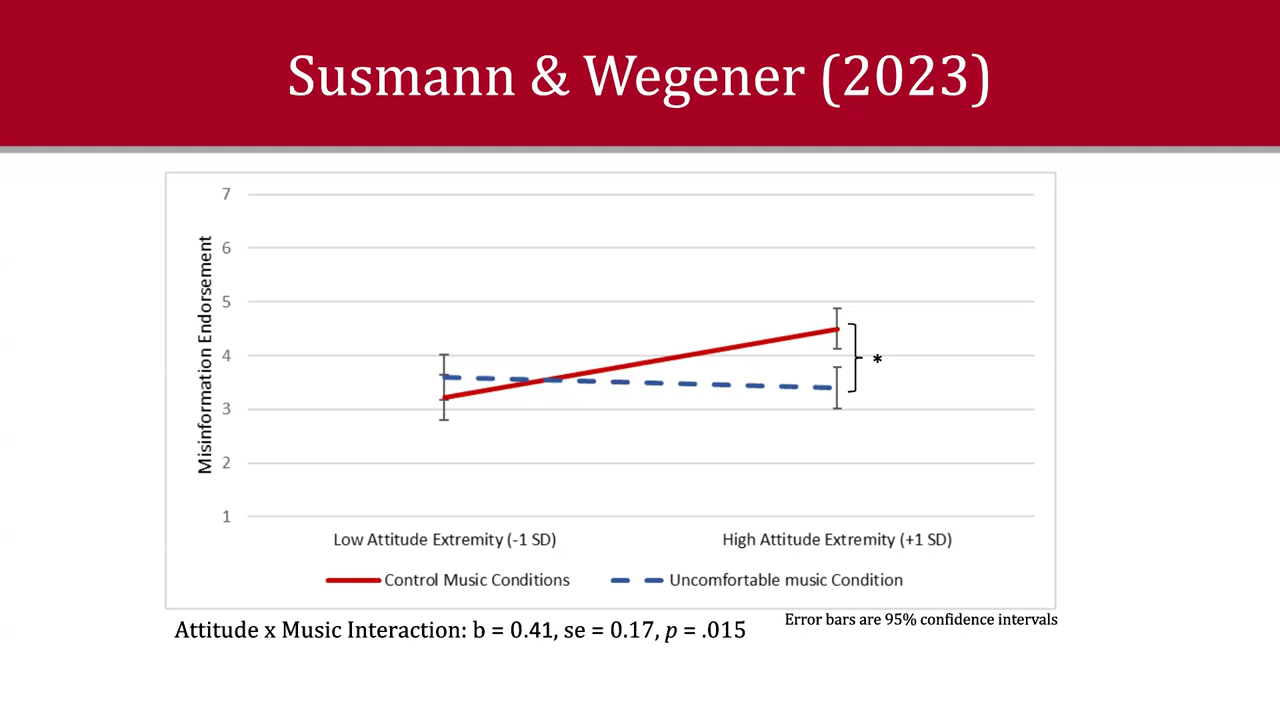 Susmann & Wegener (2023)
Misinformation Endorsement
7
6
5
4
3
2
1
*
Low Attitude Extremity (-1 SD)
High Attitude Extremity (+1 SD)
Control Music Conditions
Uncomfortable music Condition
Attitude x Music Interaction: b = 0.41, se = 0.17, p = .015
Error bars are 95% confidence intervals